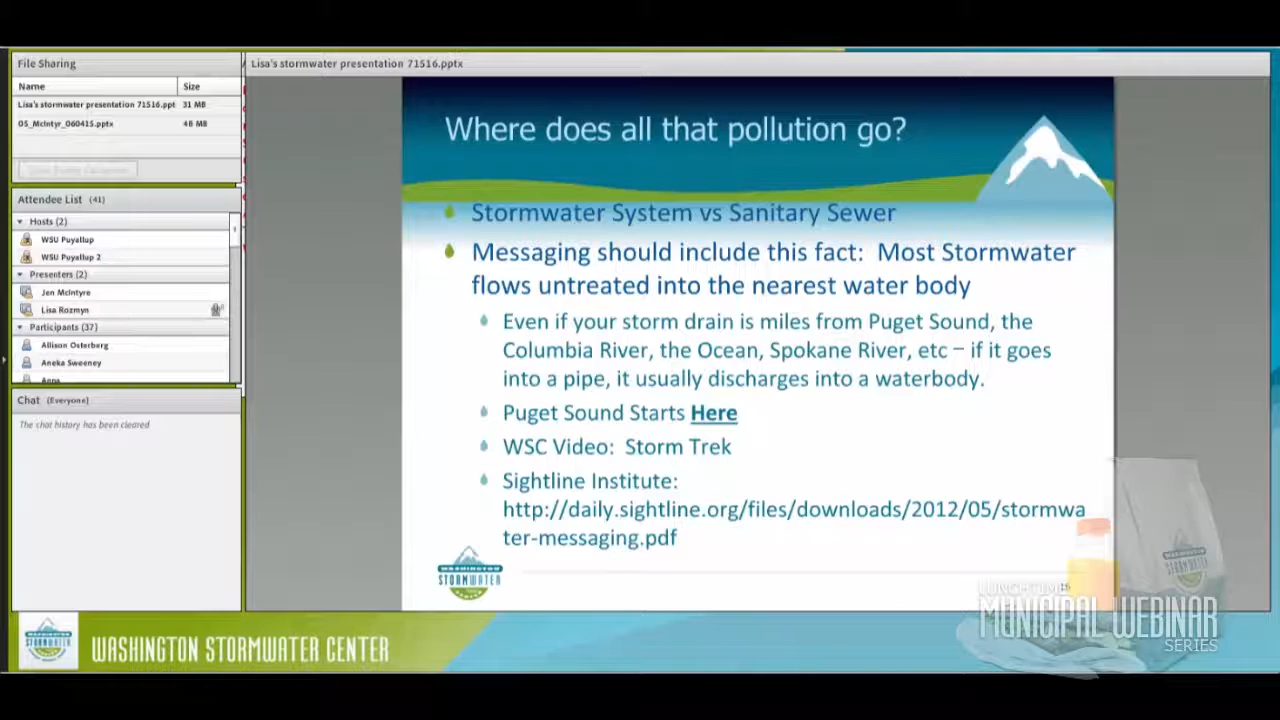 File Sharing
Name Size
Lisa's stormwater presentation 71516.ppt 31 MB
05_McIntyr_060415.pptx 48 MB
Attendee List (41)
Hosts (2)
WSU Puyallup
WSU Puyallup 2
Presenters (2)
Jen McIntyre
Lisa Rozmyn
Participants (37)
Allison Osterberg
Aneka Sweeney
Anna
Chat (Everyone)
The chat history has been cleared
Lisa's stormwater presentation 71516.pptx
Where does all that pollution go?
Stormwater System vs Sanitary Sewer
Messaging should include this fact: Most Stormwater
flows untreated into the nearest water body
Even if your storm drain is miles from Puget Sound, the
Columbia River, the Ocean, Spokane River, etc – if it goes
into a pipe, it usually discharges into a waterbody.
Puget Sound Starts Here
WSC Video: Storm Trek
Sightline Institute:
http://daily.sightline.org/files/downloads/2012/05/stormwa
ter-messaging.pdf
WASHINGTON
STORMWATER
LUNCHTIME
MUNICIPAL WEBINAR
SERIES
WASHINGTON STORMWATER CENTER